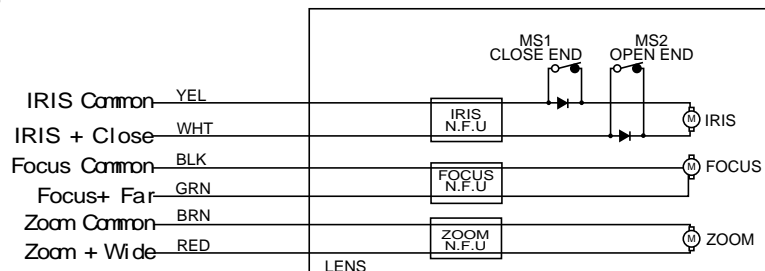 MS1 MS2
CLOSE END OPEN END
IRIS Common YEL
IRIS N.F.U
M IRIS
IRIS + Close WHT
Focus Common BLK
FOCUS N.F.U
M FOCUS
Focus+ Far GRN
Zoom Common BRN
ZOOM N.F.U
M ZOOM
Zoom + Wide RED
LENS